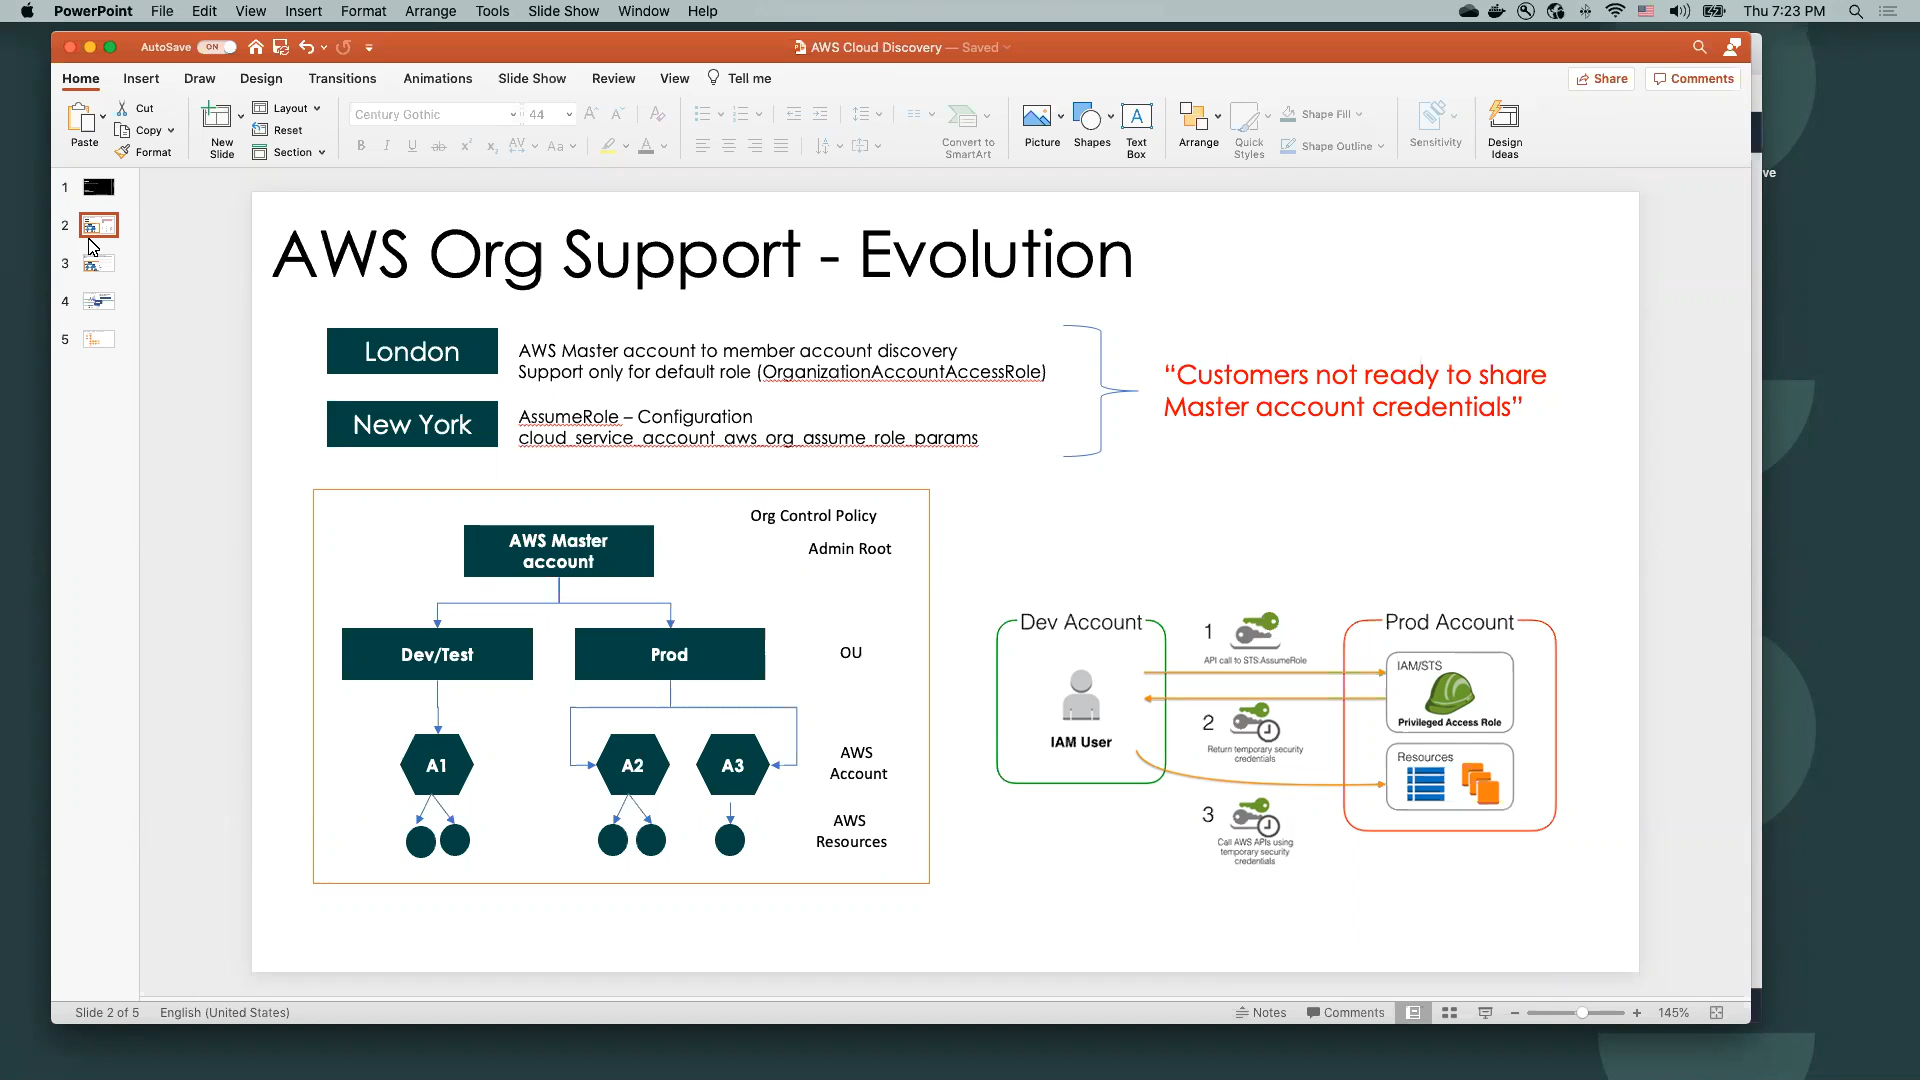 PowerPoint File Edit View Insert Format Arrange Tools Slide Show Window Help
Thu 7:23 PM
AutoSave ON
AWS Cloud Discovery — Saved
Home Insert Draw Design Transitions Animations Slide Show Review View Tell me
Share
Comments
Paste
Cut
Copy
Format
New
Slide
Layout
Reset
Section
Century Gothic
44
B I U ab x² x₂ AV Aa A
Convert to
SmartArt
Picture
Shapes
Text
Box
Arrange
Quick
Styles
Shape Fill
Shape Outline
Sensitivity
Design
Ideas
ve
1
2
3
4
5
AWS Org Support - Evolution
London
AWS Master account to member account discovery
Support only for default role (OrganizationAccountAccessRole)
New York
AssumeRole – Configuration
cloud_service_account_aws_org_assume_role_params
“Customers not ready to share
Master account credentials”
Org Control Policy
Admin Root
AWS Master
account
Dev/Test
Prod
OU
A1
A2
A3
AWS
Account
AWS
Resources
Dev Account
IAM User
1
API call to STS:AssumeRole
2
Return temporary security
credentials
3
Call AWS APIs using
temporary security
credentials
Prod Account
IAM/STS
Privileged Access Role
Resources
Slide 2 of 5
English (United States)
Notes
Comments
145%